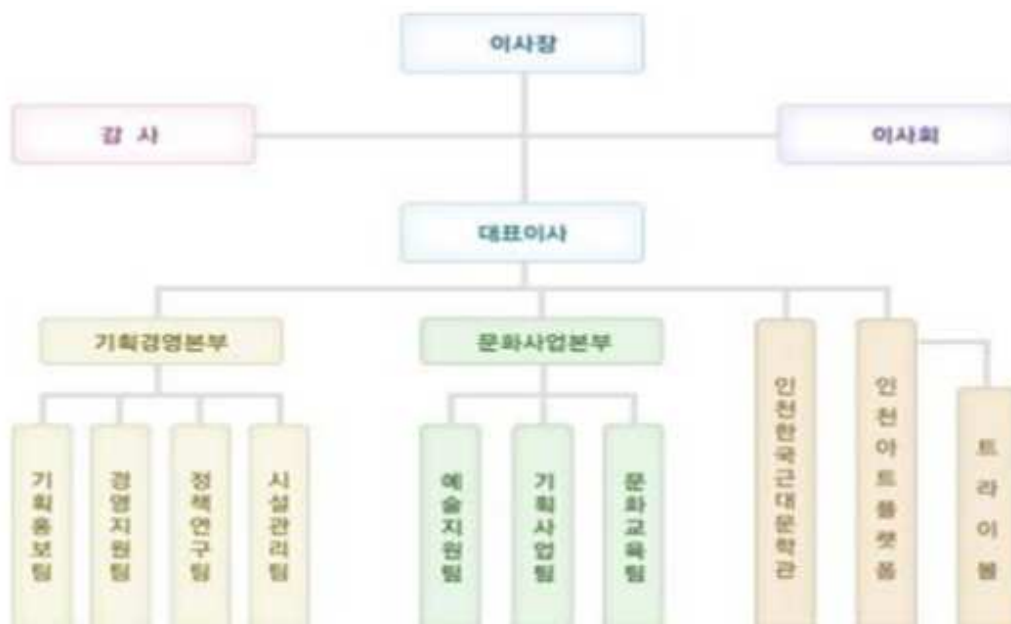 이사장
감 사
이사회
대표이사
기획경영본부
문화사업본부
인천한국근대문학관
인천아트플랫폼
트라이볼
기획홍보팀
경영지원팀
정책연구팀
시설관리팀
예술지원팀
기획사업팀
문화교육팀